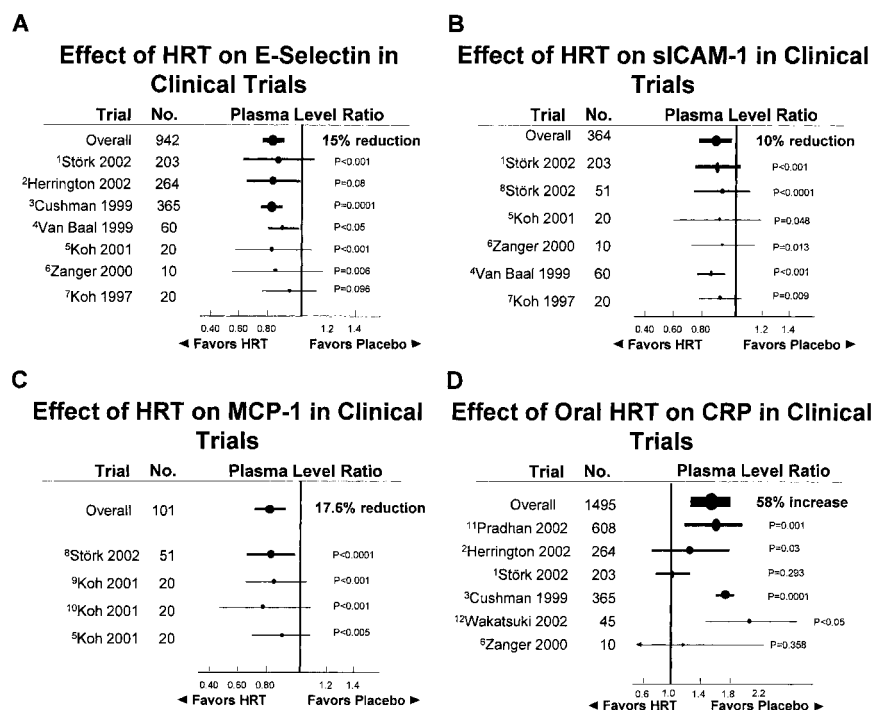 A
Effect of HRT on E-Selectin in
Clinical Trials
Trial No. Plasma Level Ratio
Overall 942 15% reduction
¹Störk 2002 203 P<0.001
²Herrington 2002 264 P=0.08
³Cushman 1999 365 P=0.0001
⁴Van Baal 1999 60 P<0.05
⁵Koh 2001 20 P<0.001
⁶Zanger 2000 10 P=0.006
⁷Koh 1997 20 P=0.096
0.40 0.60 0.80 1.2 1.4
◄ Favors HRT Favors Placebo ►
B
Effect of HRT on sICAM-1 in Clinical
Trials
Trial No. Plasma Level Ratio
Overall 364 10% reduction
¹Störk 2002 203 P<0.001
⁸Störk 2002 51 P<0.0001
⁵Koh 2001 20 P=0.048
⁶Zanger 2000 10 P=0.013
⁴Van Baal 1999 60 P<0.001
⁷Koh 1997 20 P=0.009
0.40 0.60 0.80 1.2 1.4
◄ Favors HRT Favors Placebo ►
C
Effect of HRT on MCP-1 in Clinical
Trials
Trial No. Plasma Level Ratio
Overall 101 17.6% reduction
⁸Störk 2002 51 P<0.0001
⁹Koh 2001 20 P<0.001
¹⁰Koh 2001 20 P<0.001
⁵Koh 2001 20 P<0.005
0.40 0.60 0.80 1.2 1.4
◄ Favors HRT Favors Placebo ►
D
Effect of Oral HRT on CRP in Clinical
Trials
Trial No. Plasma Level Ratio
Overall 1495 58% increase
¹¹Pradhan 2002 608 P=0.001
²Herrington 2002 264 P=0.03
¹Störk 2002 203 P=0.293
³Cushman 1999 365 P=0.0001
¹²Wakatsuki 2002 45 P<0.05
⁶Zanger 2000 10 P=0.358
0.6 1.0 1.4 1.8 2.2
◄ Favors HRT Favors Placebo ►